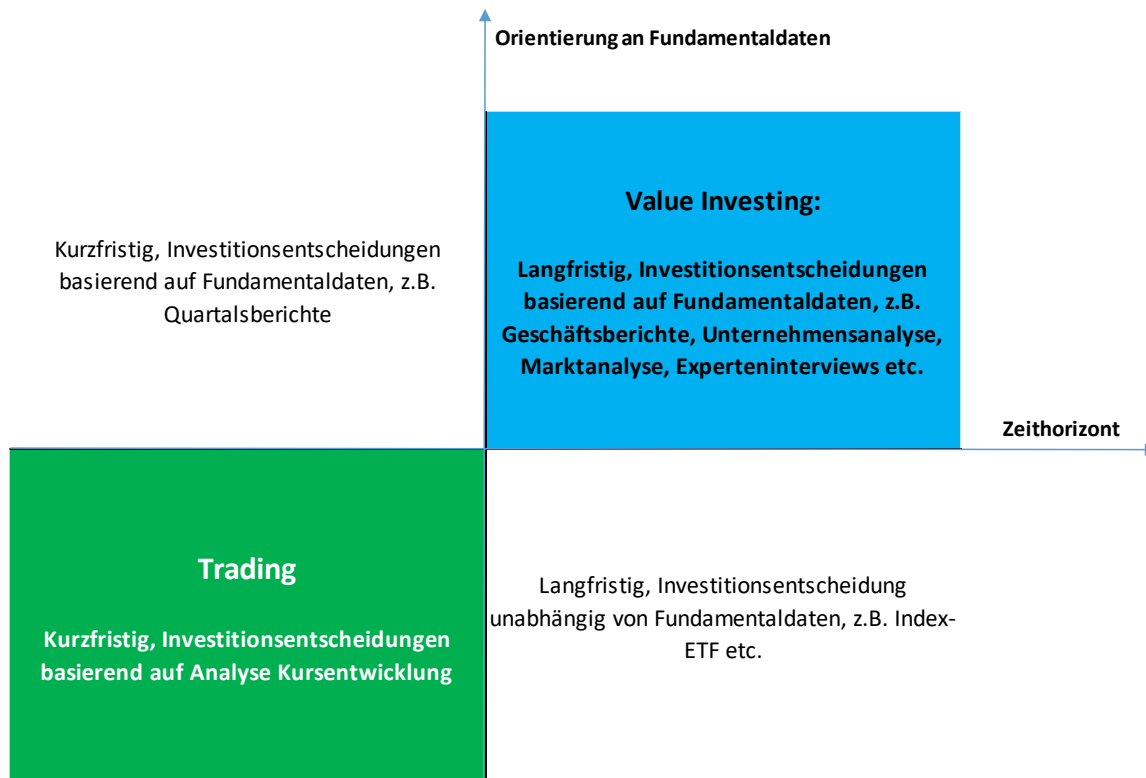 Orientierung an Fundamentaldaten
Value Investing:
Langfristig, Investitionsentscheidungen
basierend auf Fundamentaldaten, z.B.
Geschäftsberichte, Unternehmensanalyse,
Marktanalyse, Experteninterviews etc.
Kurzfristig, Investitionsentscheidungen
basierend auf Fundamentaldaten, z.B.
Quartalsberichte
Zeithorizont
Trading
Kurzfristig, Investitionsentscheidungen
basierend auf Analyse Kursentwicklung
Langfristig, Investitionsentscheidung
unabhängig von Fundamentaldaten, z.B. Index-
ETF etc.